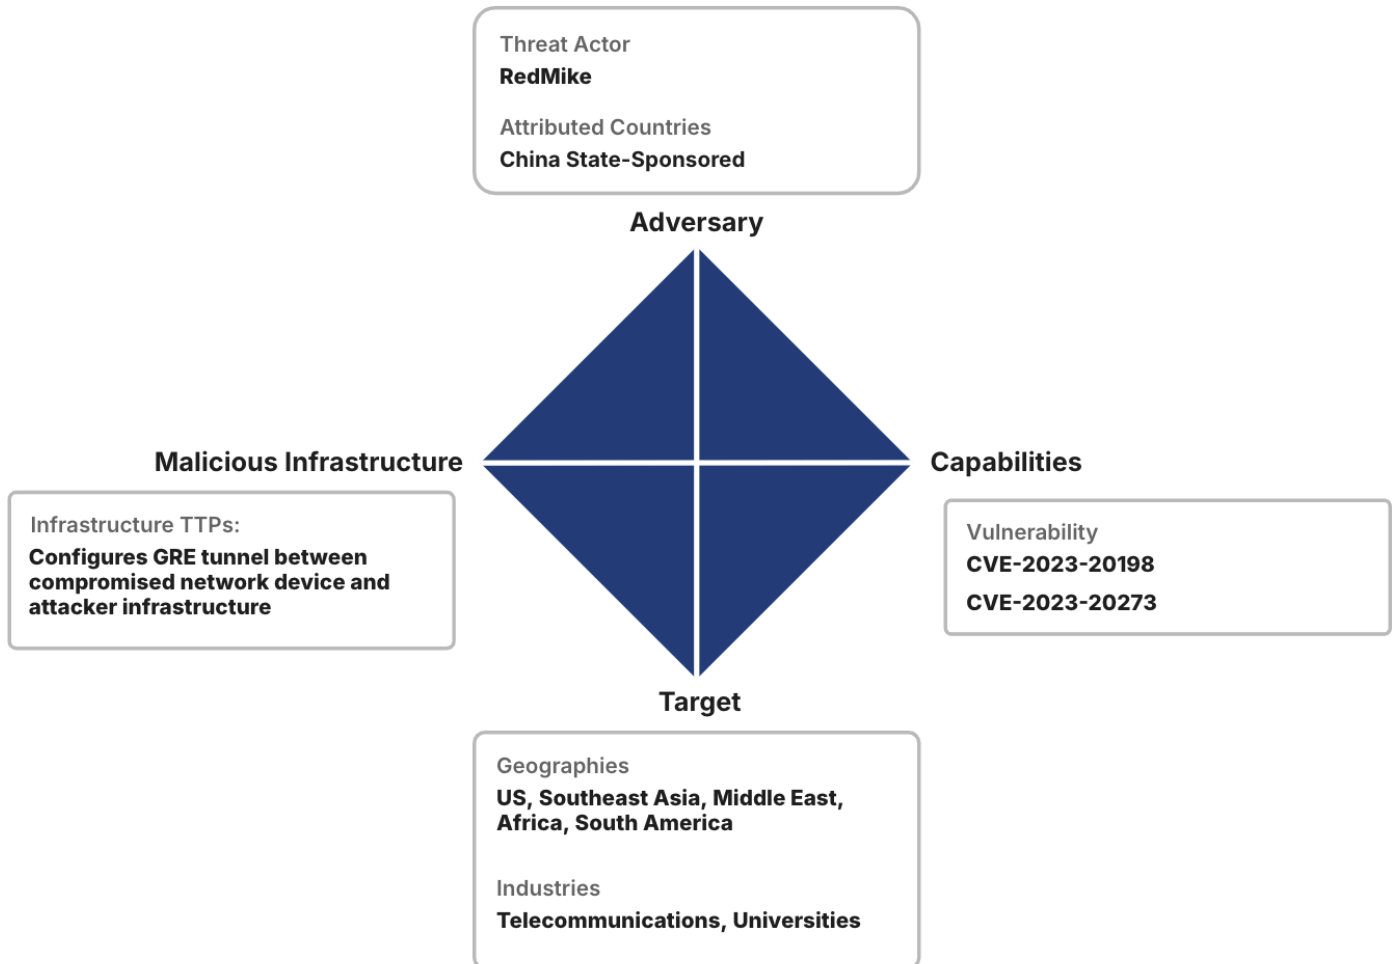 Threat Actor
RedMike
Attributed Countries
China State-Sponsored
Adversary
Malicious Infrastructure
Infrastructure TTPs:
Configures GRE tunnel between
compromised network device and
attacker infrastructure
Capabilities
Vulnerability
CVE-2023-20198
CVE-2023-20273
Target
Geographies
US, Southeast Asia, Middle East,
Africa, South America
Industries
Telecommunications, Universities